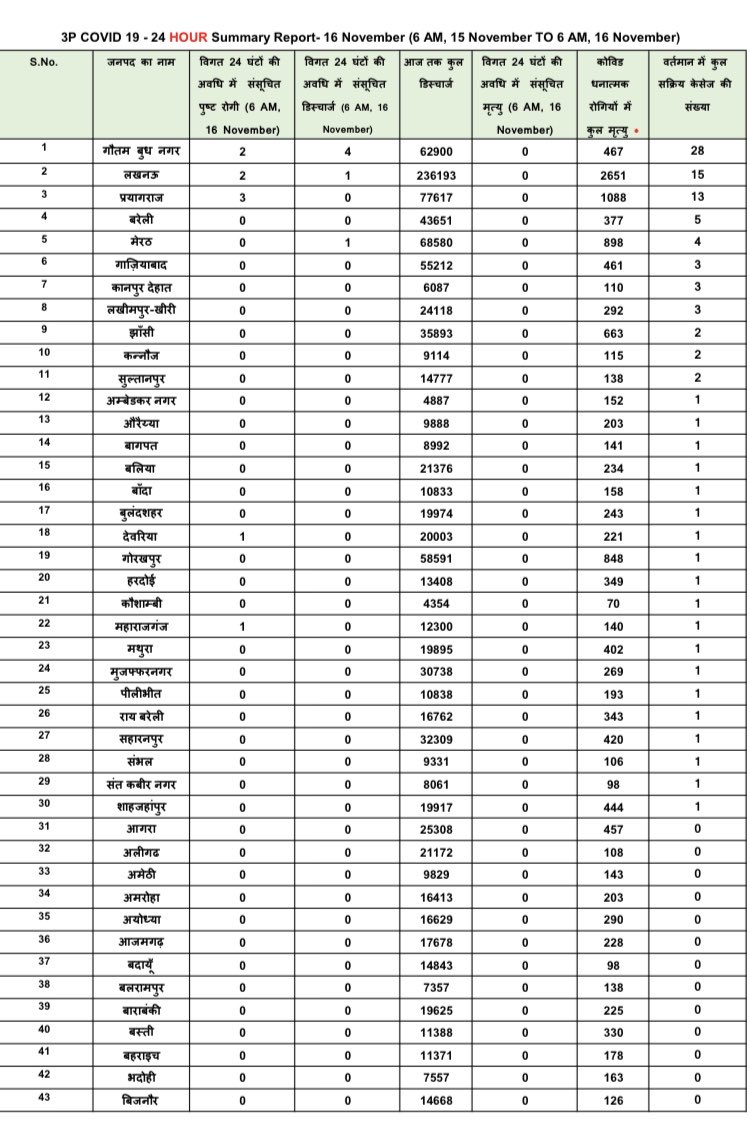 3P COVID 19 - 24 HOUR Summary Report- 16 November (6 AM, 15 November TO 6 AM, 16 November)
S.No. जनपद का नाम विगत 24 घंटों की अवधि में संसूचित पुष्ट रोगी (6 AM, 16 November) विगत 24 घंटों की अवधि में संसूचित डिस्चार्ज (6 AM, 16 November) आज तक कुल डिस्चार्ज विगत 24 घंटों की अवधि में संसूचित मृत्यु (6 AM, 16 November) कोविड धनात्मक रोगियों में कुल मृत्यु वर्तमान में कुल सक्रिय केसेज की संख्या
1 गौतम बुध नगर 2 4 62900 0 467 28
2 लखनऊ 2 1 236193 0 2651 15
3 प्रयागराज 3 0 77617 0 1088 13
4 बरेली 0 0 43651 0 377 5
5 मेरठ 0 1 68580 0 898 4
6 गाज़ियाबाद 0 0 55212 0 461 3
7 कानपुर देहात 0 0 6087 0 110 3
8 लखीमपुर-खीरी 0 0 24118 0 292 3
9 झाँसी 0 0 35893 0 663 2
10 कन्नौज 0 0 9114 0 115 2
11 सुल्तानपुर 0 0 14777 0 138 2
12 अम्बेडकर नगर 0 0 4887 0 152 1
13 औरैय्या 0 0 9888 0 203 1
14 बागपत 0 0 8992 0 141 1
15 बलिया 0 0 21376 0 234 1
16 बाँदा 0 0 10833 0 158 1
17 बुलंदशहर 0 0 19974 0 243 1
18 देवरिया 1 0 20003 0 221 1
19 गोरखपुर 0 0 58591 0 848 1
20 हरदोई 0 0 13408 0 349 1
21 कौशाम्बी 0 0 4354 0 70 1
22 महाराजगंज 1 0 12300 0 140 1
23 मथुरा 0 0 19895 0 402 1
24 मुजफ्फरनगर 0 0 30738 0 269 1
25 पीलीभीत 0 0 10838 0 193 1
26 राय बरेली 0 0 16762 0 343 1
27 सहारनपुर 0 0 32309 0 420 1
28 संभल 0 0 9331 0 106 1
29 संत कबीर नगर 0 0 8061 0 98 1
30 शाहजहांपुर 0 0 19917 0 444 1
31 आगरा 0 0 25308 0 457 0
32 अलीगढ 0 0 21172 0 108 0
33 अमेठी 0 0 9829 0 143 0
34 अमरोहा 0 0 16413 0 203 0
35 अयोध्या 0 0 16629 0 290 0
36 आजमगढ़ 0 0 17678 0 228 0
37 बदायूँ 0 0 14843 0 98 0
38 बलरामपुर 0 0 7357 0 138 0
39 बाराबंकी 0 0 19625 0 225 0
40 बस्ती 0 0 11388 0 330 0
41 बहराइच 0 0 11371 0 178 0
42 भदोही 0 0 7557 0 163 0
43 बिजनौर 0 0 14668 0 126 0